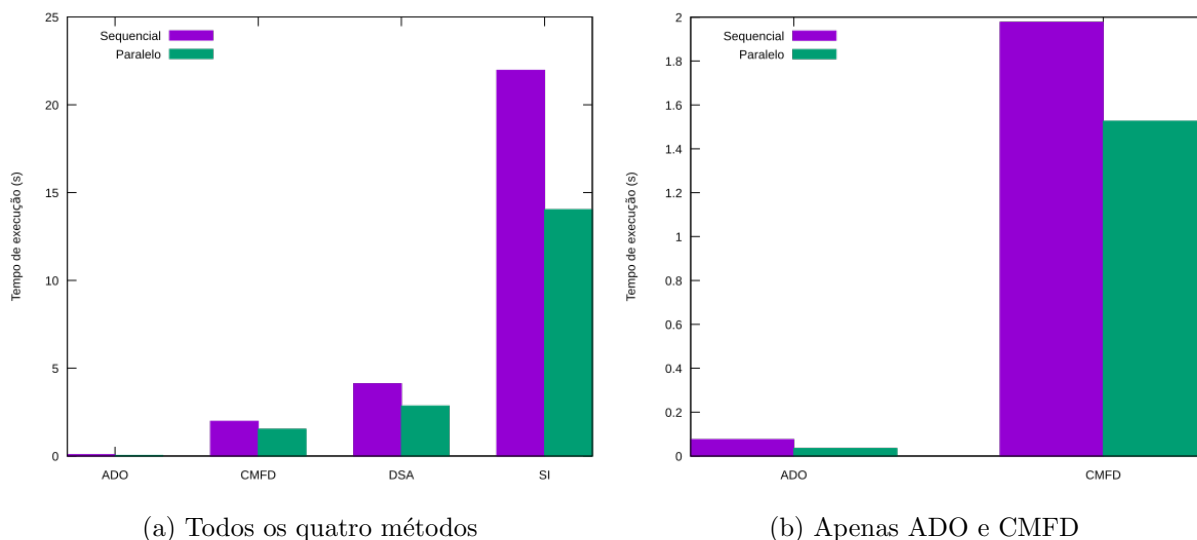 25
20
15
10
5
0
Tempo de execução (s)
Sequencial
Paralelo
ADO CMFD DSA SI
(a) Todos os quatro métodos
2
1.8
1.6
1.4
1.2
1
0.8
0.6
0.4
0.2
0
Tempo de execução (s)
Sequencial
Paralelo
ADO CMFD
(b) Apenas ADO e CMFD